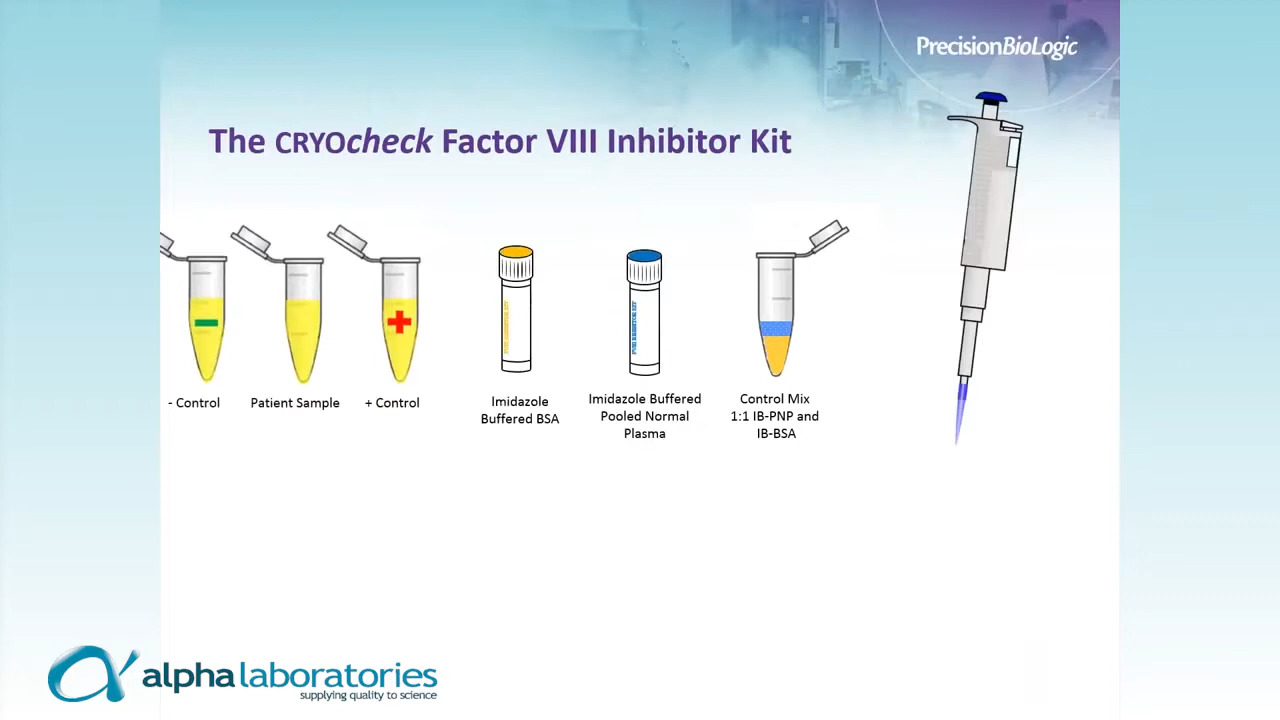 PrecisionBioLogic
The CRYOcheck Factor VIII Inhibitor Kit
- Control
Patient Sample
+ Control
Imidazole
Buffered BSA
Imidazole Buffered
Pooled Normal
Plasma
Control Mix
1:1 IB-PNP and
IB-BSA
alpha laboratories
supplying quality to science